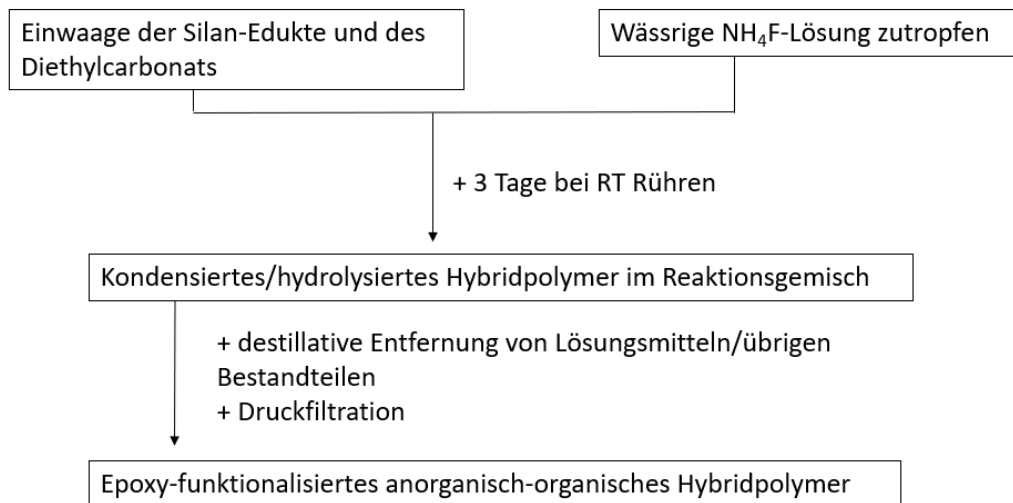 Einwaage der Silan-Edukte und des
Diethylcarbonats
Wässrige NH₄F-Lösung zutropfen
+ 3 Tage bei RT Rühren
Kondensiertes/hydrolysiertes Hybridpolymer im Reaktionsgemisch
+ destillative Entfernung von Lösungsmitteln/übrigen
Bestandteilen
+ Druckfiltration
Epoxy-funktionalisiertes anorganisch-organisches Hybridpolymer